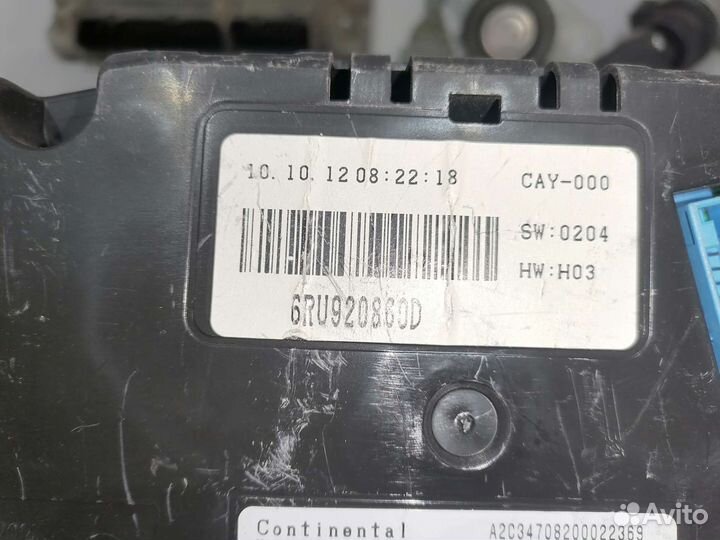 10.10.12 08:22:18 CAY-000
SW:0204
HW:H03
6RU920860D
Continental A2C34708200022369
Avito